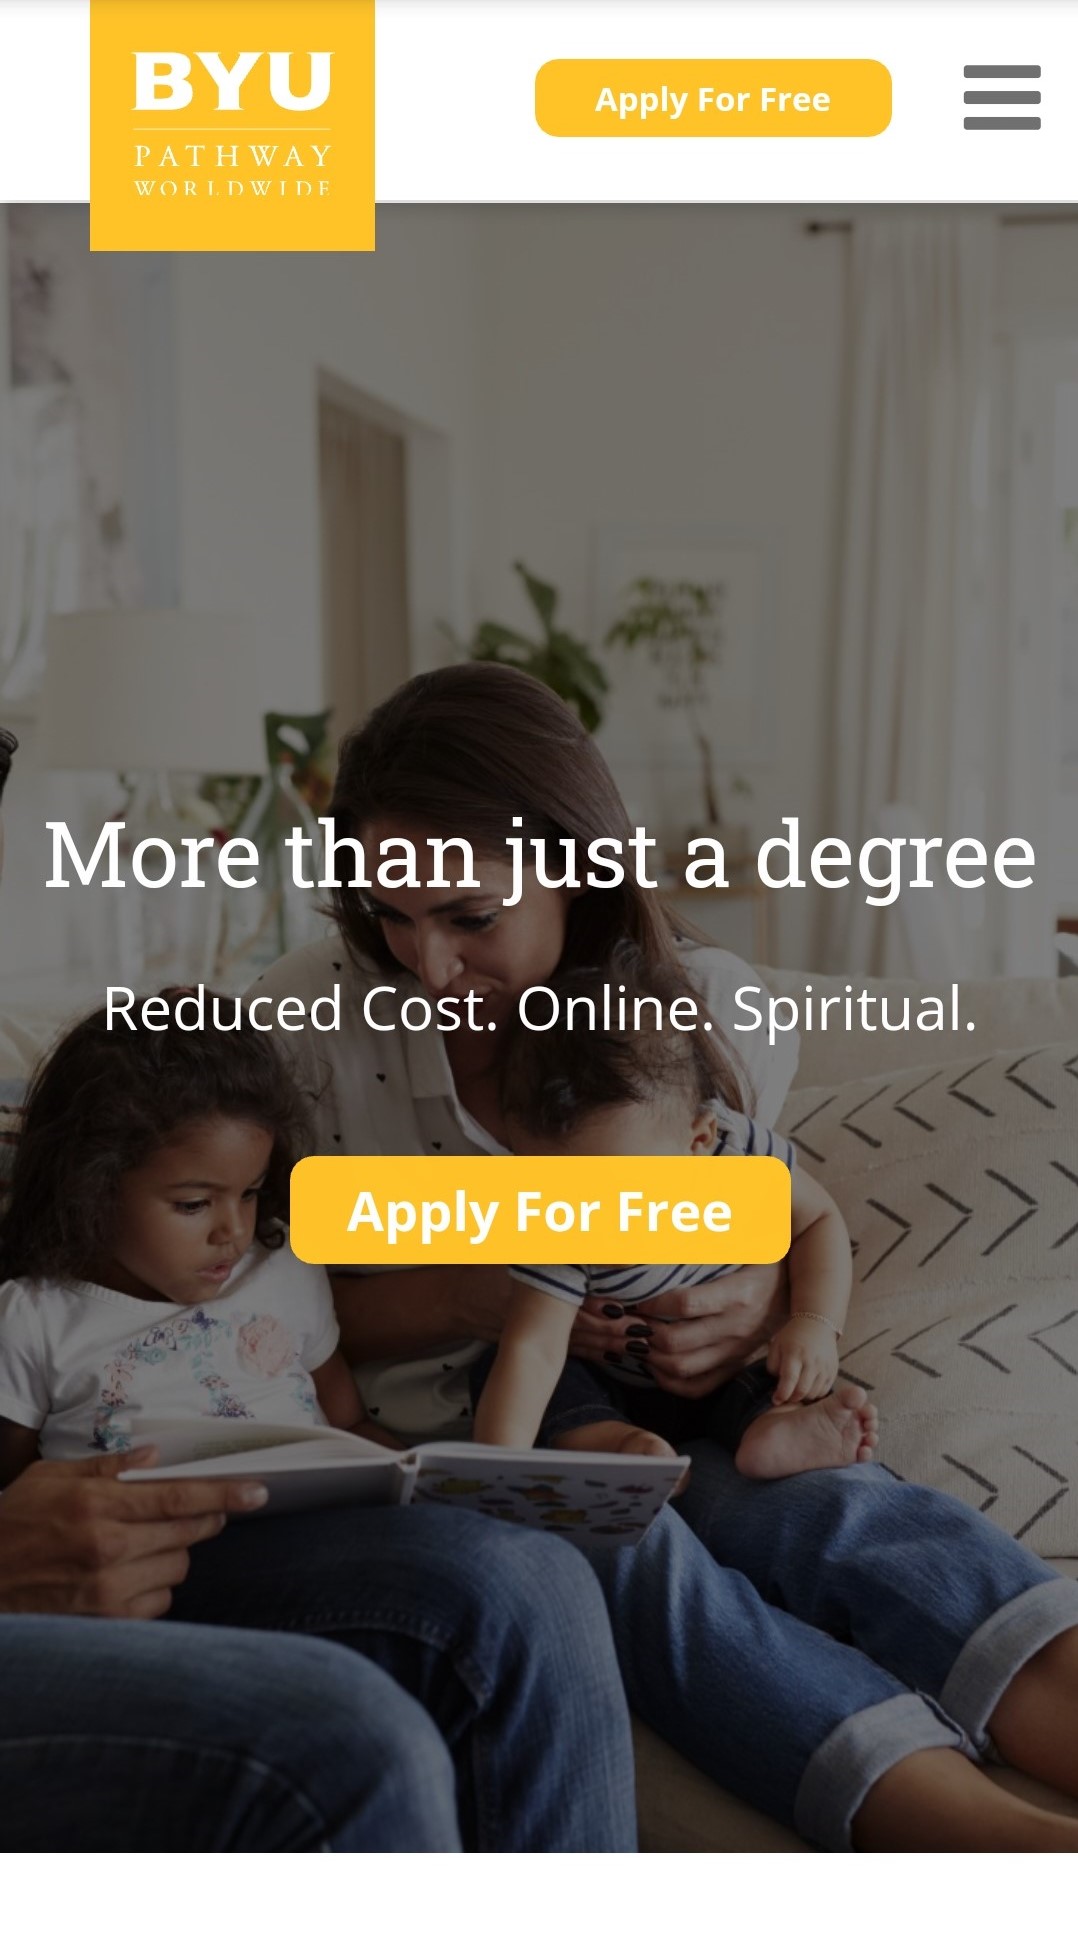 BYU
PATHWAY
WORLDWIDE
Apply For Free
More than just a degree
Reduced Cost. Online. Spiritual.
Apply For Free